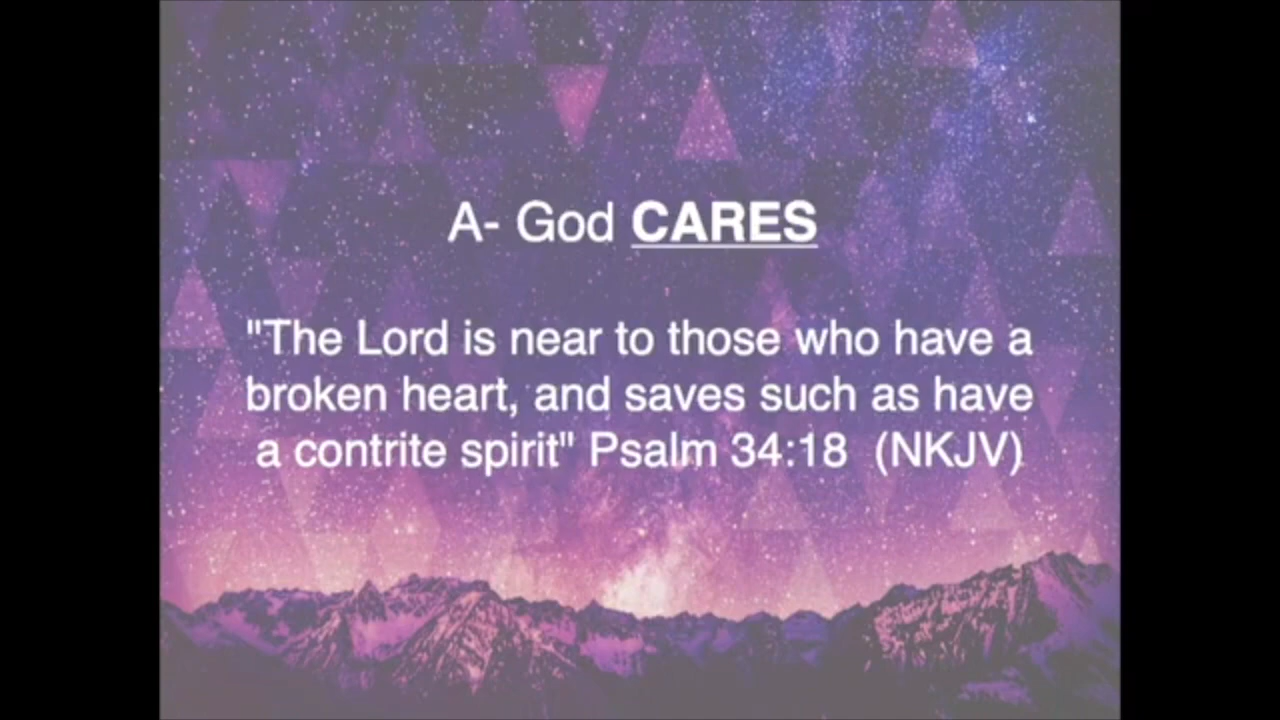 A- God CARES
"The Lord is near to those who have a
broken heart, and saves such as have
a contrite spirit" Psalm 34:18  (NKJV)